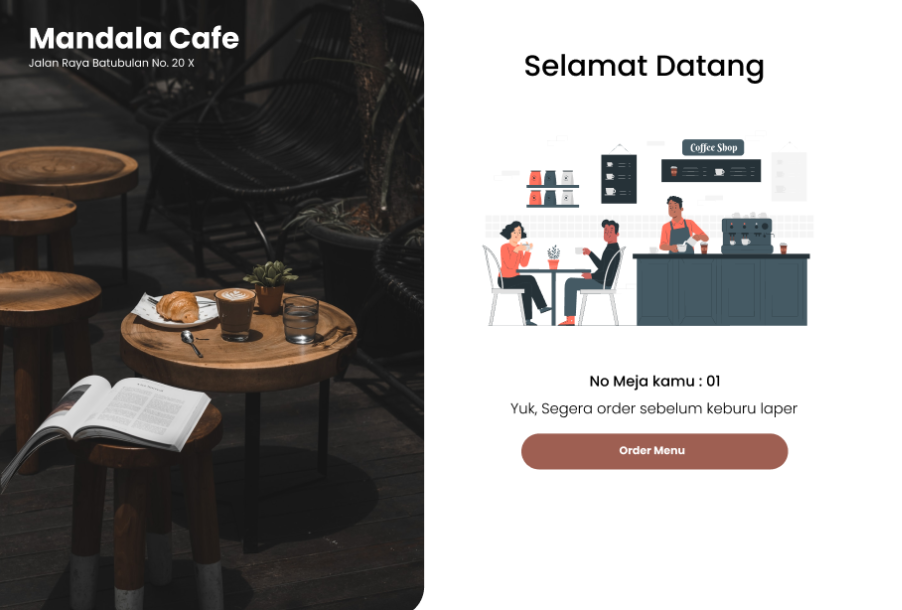 Mandala Cafe
Jalan Raya Batubulan No. 20 X
Selamat Datang
Coffee Shop
No Meja kamu : 01
Yuk, Segera order sebelum keburu laper
Order Menu